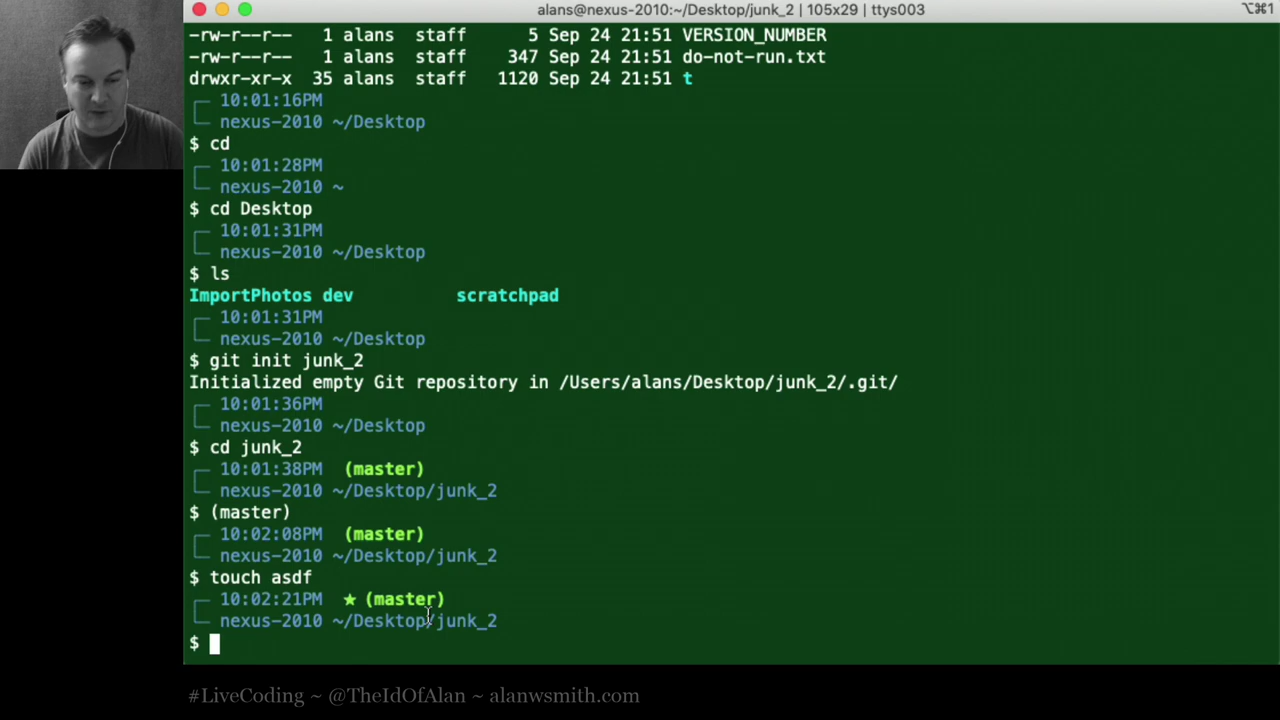 alans@nexus-2010:~/Desktop/junk_2 | 105x29 | ttys003
⌥⌘1
-rw-r--r-- 1 alans staff 5 Sep 24 21:51 VERSION_NUMBER
-rw-r--r-- 1 alans staff 347 Sep 24 21:51 do-not-run.txt
drwxr-xr-x 35 alans staff 1120 Sep 24 21:51 t
10:01:16PM
nexus-2010 ~/Desktop
$ cd
10:01:28PM
nexus-2010 ~
$ cd Desktop
10:01:31PM
nexus-2010 ~/Desktop
$ ls
ImportPhotos dev scratchpad
10:01:31PM
nexus-2010 ~/Desktop
$ git init junk_2
Initialized empty Git repository in /Users/alans/Desktop/junk_2/.git/
10:01:36PM
nexus-2010 ~/Desktop
$ cd junk_2
10:01:38PM (master)
nexus-2010 ~/Desktop/junk_2
$ (master)
10:02:08PM (master)
nexus-2010 ~/Desktop/junk_2
$ touch asdf
10:02:21PM ★ (master)
nexus-2010 ~/Desktop/junk_2
$
#LiveCoding ~ @TheIdOfAlan ~ alanwsmith.com